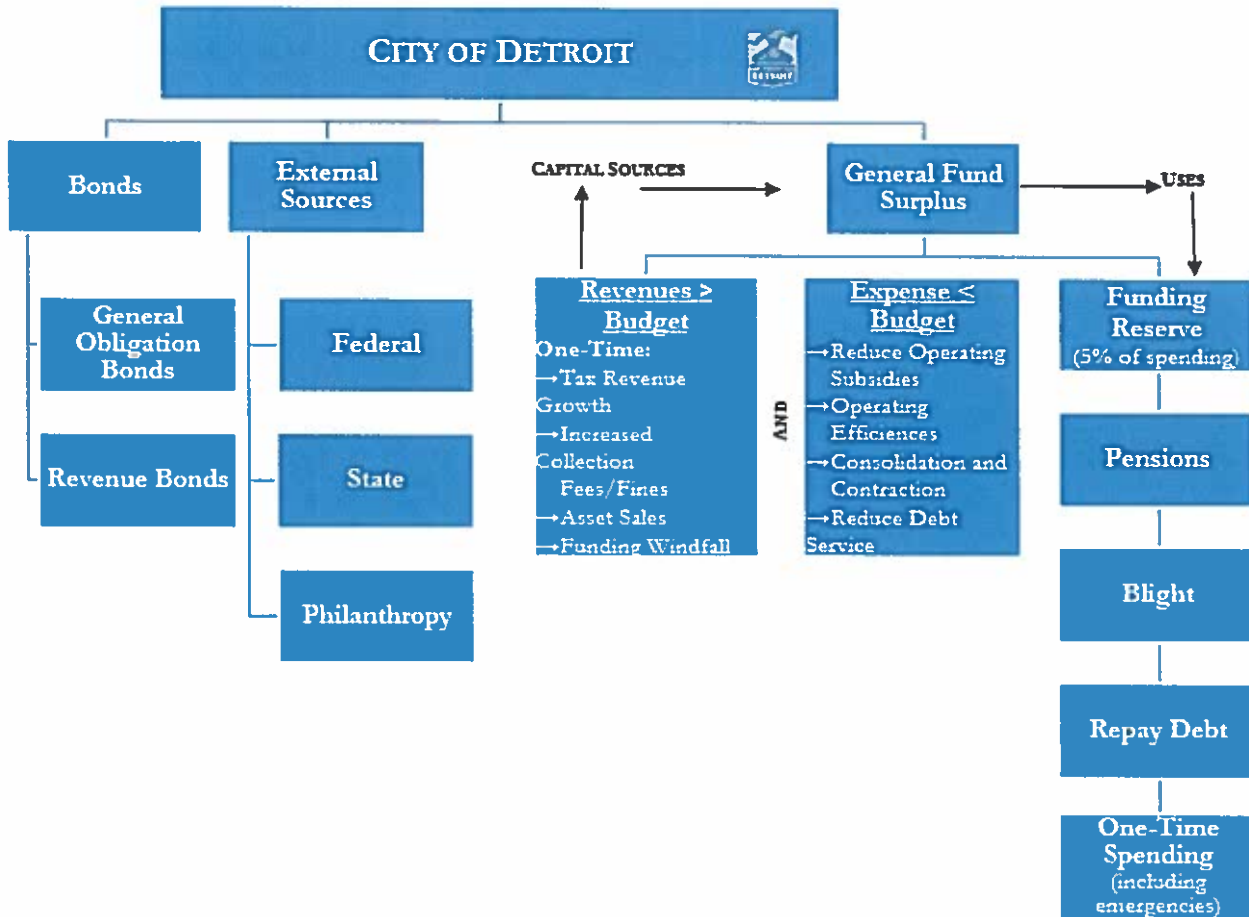 CITY OF DETROIT
DETROIT
Bonds
External
Sources
CAPITAL SOURCES
General Fund
Surplus
USES
General
Obligation
Bonds
Revenue Bonds
Federal
State
Philanthropy
Revenues >
Budget
One-Time:
→Tax Revenue
Growth
→Increased
Collection
Fees/Fines
→Asset Sales
→Funding Windfall
AND
Expense <
Budget
→Reduce Operating
Subsidies
→Operating
Efficiences
→Consolidation and
Contraction
→Reduce Debt
Service
Funding
Reserve
(5% of spending)
Pensions
Blight
Repay Debt
One-Time
Spending
(including
emergencies)